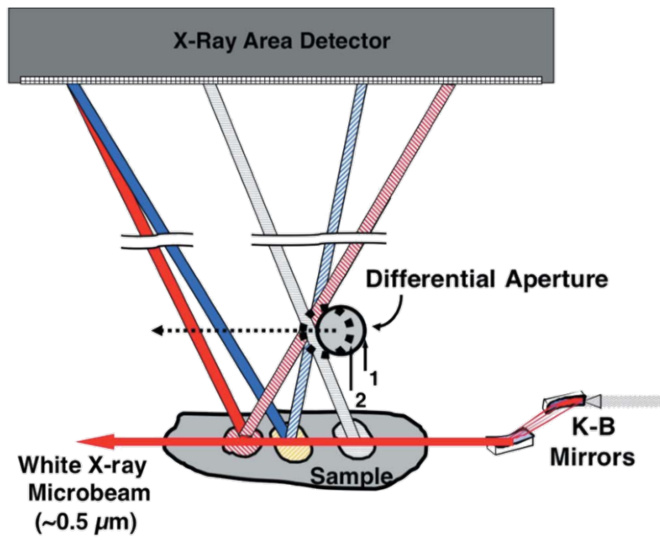 X-Ray Area Detector
Differential Aperture
1
2
K-B
Mirrors
White X-ray
Microbeam
(~0.5 µm)
Sample